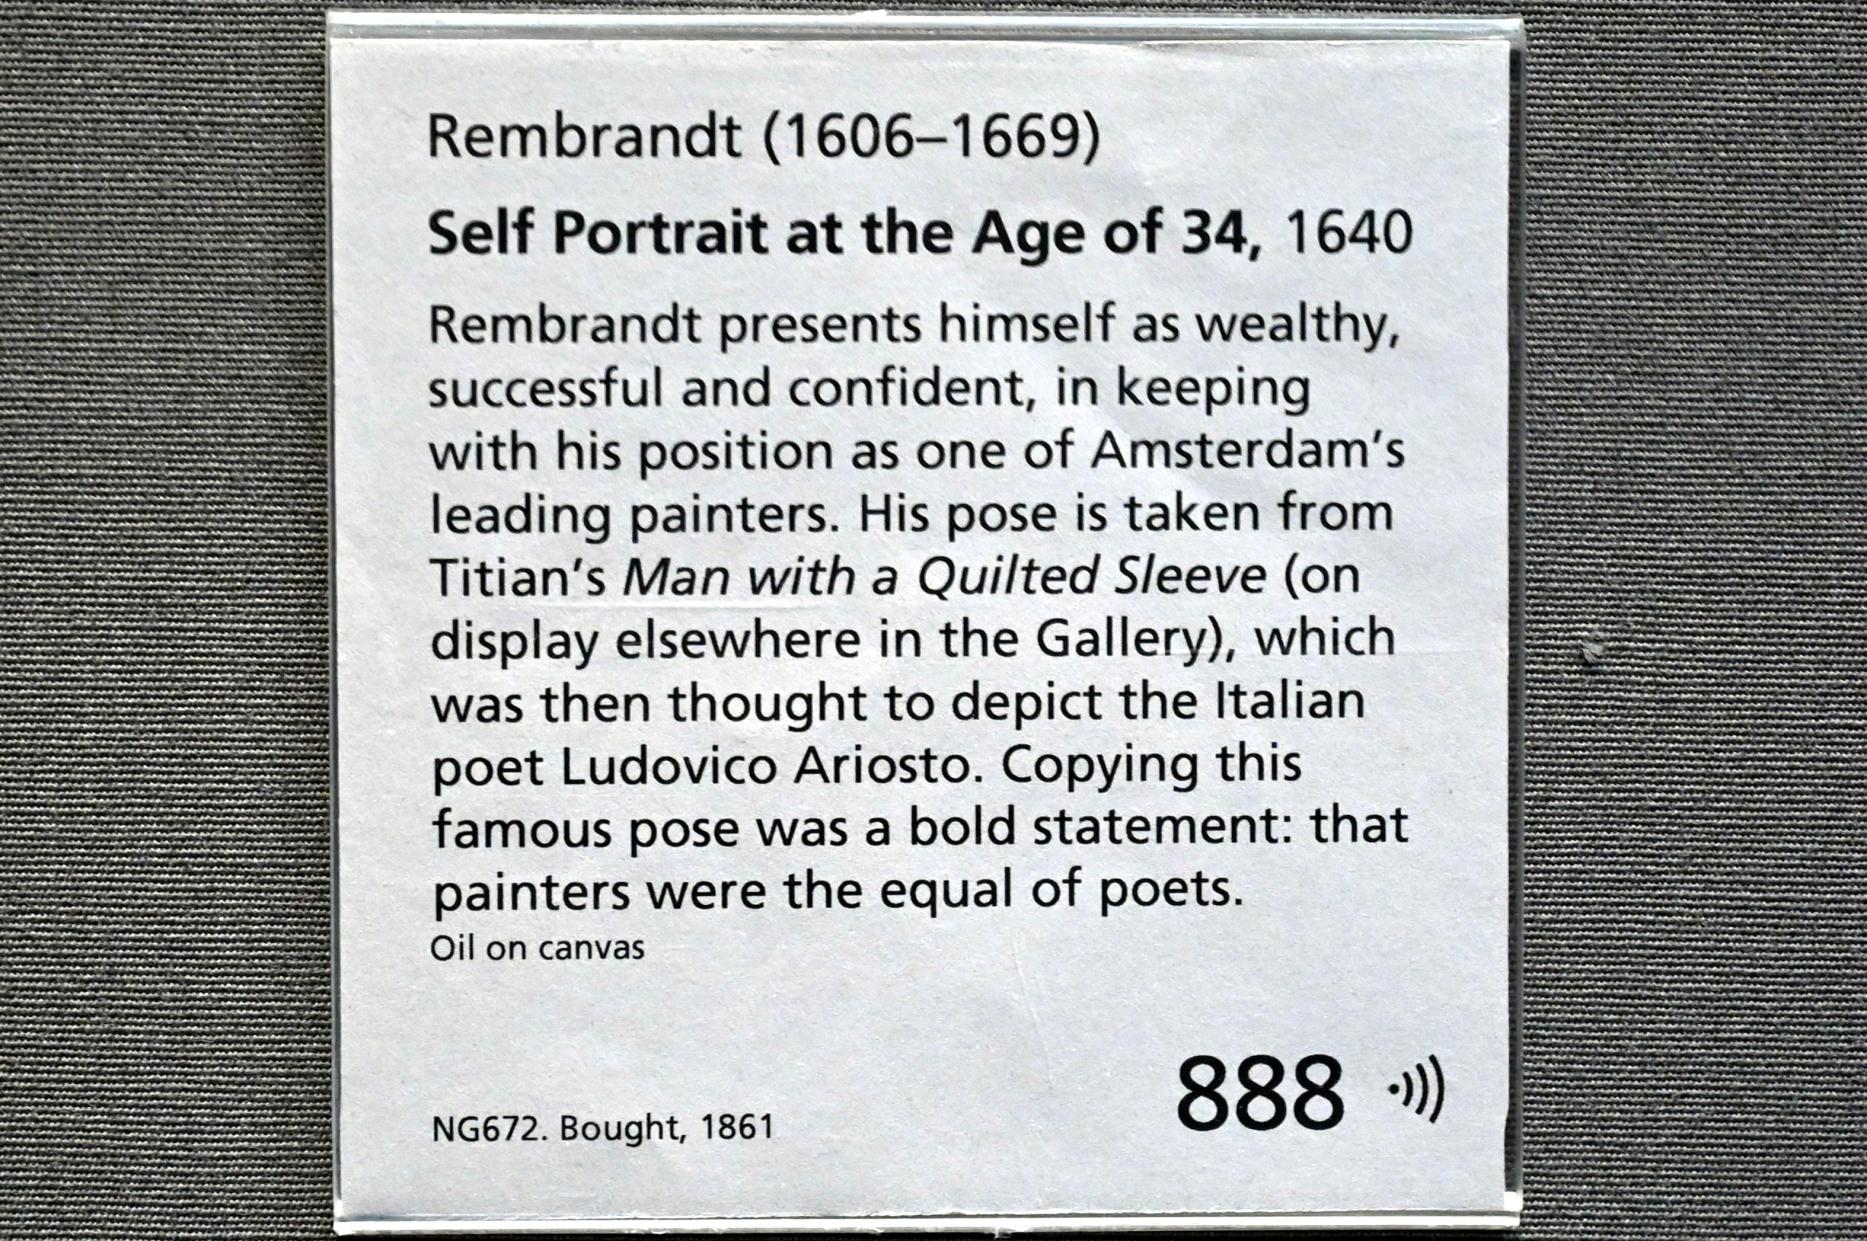 Rembrandt (1606–1669)
Self Portrait at the Age of 34, 1640
Rembrandt presents himself as wealthy,
successful and confident, in keeping
with his position as one of Amsterdam’s
leading painters. His pose is taken from
Titian’s Man with a Quilted Sleeve (on
display elsewhere in the Gallery), which
was then thought to depict the Italian
poet Ludovico Ariosto. Copying this
famous pose was a bold statement: that
painters were the equal of poets.
Oil on canvas
888
NG672. Bought, 1861